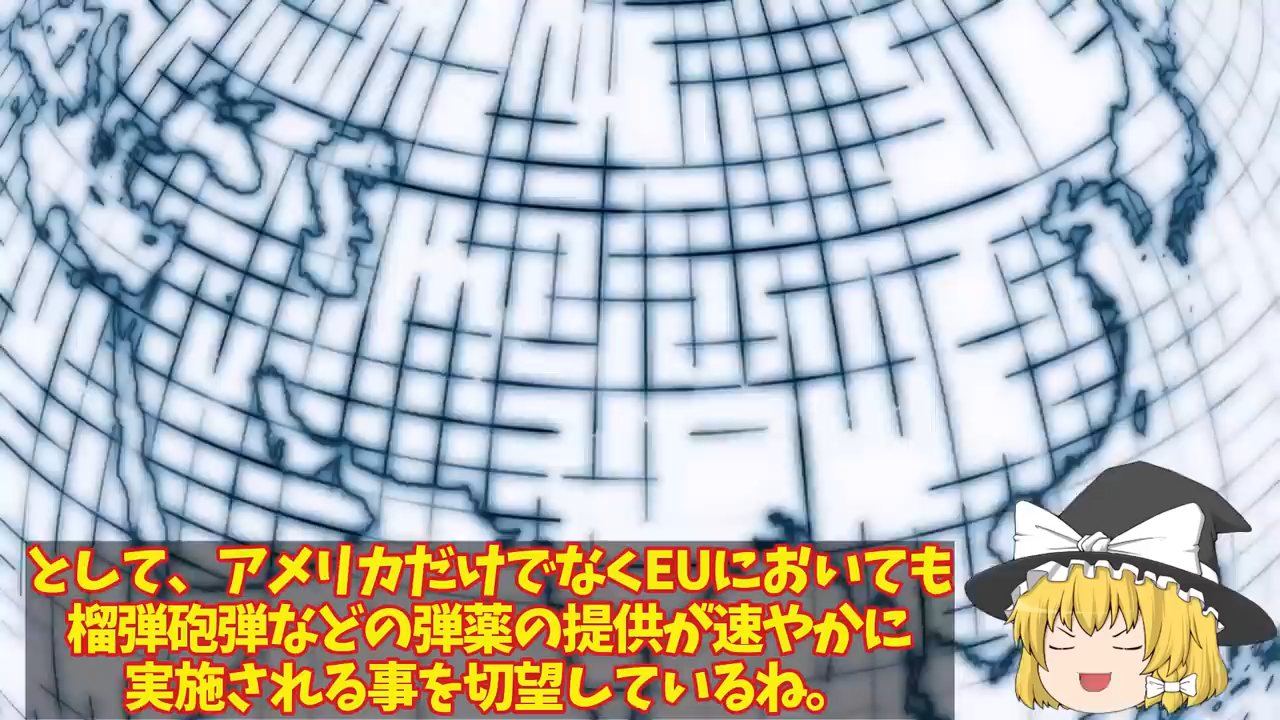 として、アメリカだけでなくEUにおいても
榴弾砲弾などの弾薬の提供が速やかに
実施される事を切望しているね。